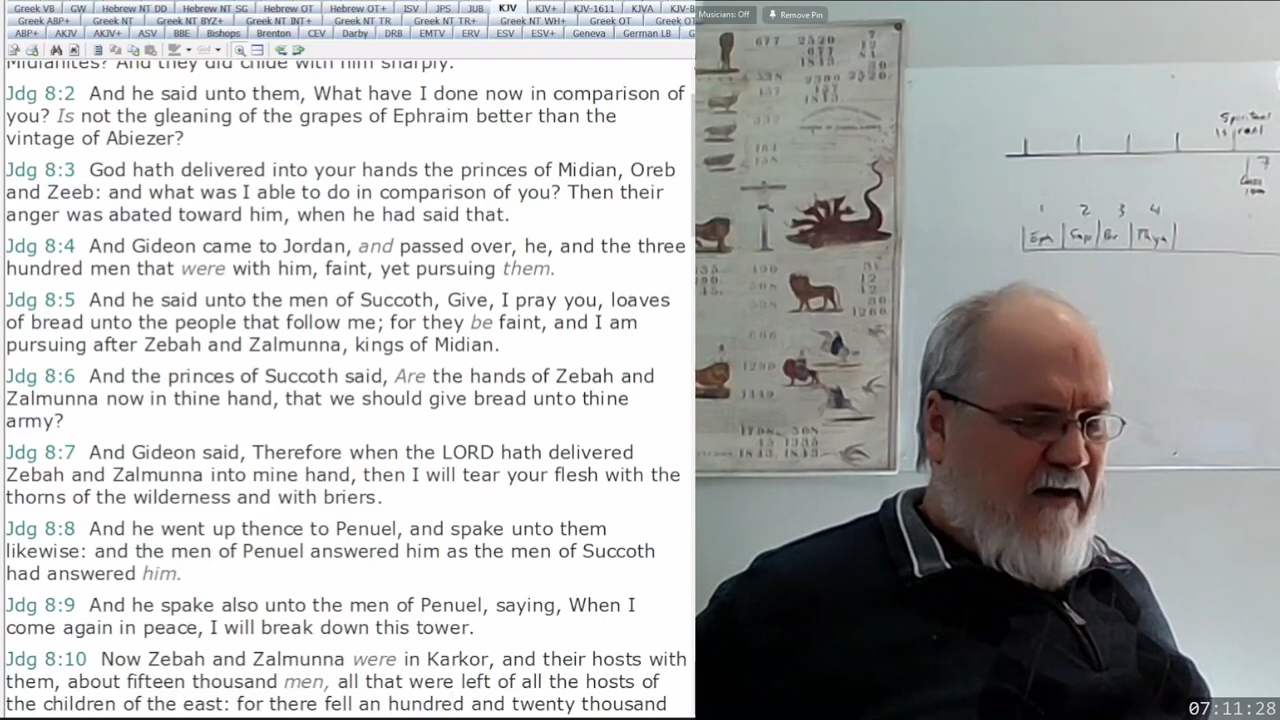 Greek VB GW Hebrew NT DD Hebrew NT SG Hebrew OT Hebrew OT+ ISV JPS JUB KJV KJV+ KJV-1611 KJVA KJV-B
Greek ABP+ Greek NT Greek NT BYZ+ Greek NT INT+ Greek NT TR Greek NT TR+ Greek NT WH+ Greek OT Greek O
ABP+ AKJV AKJV+ ASV BBE Bishops Brenton CEV Darby DRB EMTV ERV ESV ESV+ Geneva German LB G
Musicians: Off Remove Pin
Midianites? And they did chide with him sharply.
Jdg 8:2 And he said unto them, What have I done now in comparison of
you? Is not the gleaning of the grapes of Ephraim better than the
vintage of Abiezer?
Jdg 8:3 God hath delivered into your hands the princes of Midian, Oreb
and Zeeb: and what was I able to do in comparison of you? Then their
anger was abated toward him, when he had said that.
Jdg 8:4 And Gideon came to Jordan, and passed over, he, and the three
hundred men that were with him, faint, yet pursuing them.
Jdg 8:5 And he said unto the men of Succoth, Give, I pray you, loaves
of bread unto the people that follow me; for they be faint, and I am
pursuing after Zebah and Zalmunna, kings of Midian.
Jdg 8:6 And the princes of Succoth said, Are the hands of Zebah and
Zalmunna now in thine hand, that we should give bread unto thine
army?
Jdg 8:7 And Gideon said, Therefore when the LORD hath delivered
Zebah and Zalmunna into mine hand, then I will tear your flesh with the
thorns of the wilderness and with briers.
Jdg 8:8 And he went up thence to Penuel, and spake unto them
likewise: and the men of Penuel answered him as the men of Succoth
had answered him.
Jdg 8:9 And he spake also unto the men of Penuel, saying, When I
come again in peace, I will break down this tower.
Jdg 8:10 Now Zebah and Zalmunna were in Karkor, and their hosts with
them, about fifteen thousand men, all that were left of all the hosts of
the children of the east: for there fell an hundred and twenty thousand
677 2520 7
677 12
1843
30
2520
538
157
1260
1290
1335
1843. 1843.
1 2 3 4
Eph
07:11:28